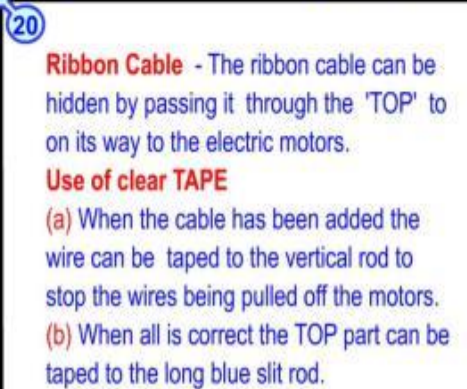 20
Ribbon Cable - The ribbon cable can be
hidden by passing it through the 'TOP' to
on its way to the electric motors.
Use of clear TAPE
(a) When the cable has been added the
wire can be taped to the vertical rod to
stop the wires being pulled off the motors.
(b) When all is correct the TOP part can be
taped to the long blue slit rod.